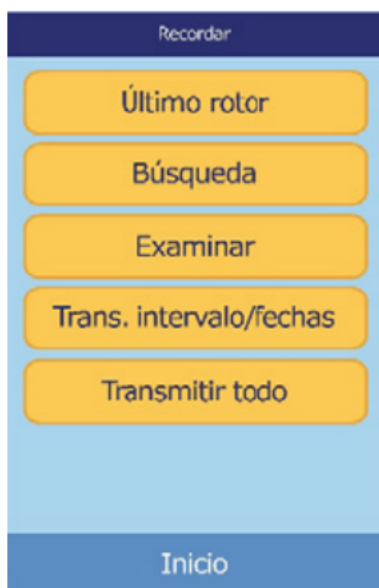 Recordar
Último rotor
Búsqueda
Examinar
Trans. intervalo/fechas
Transmitir todo
Inicio